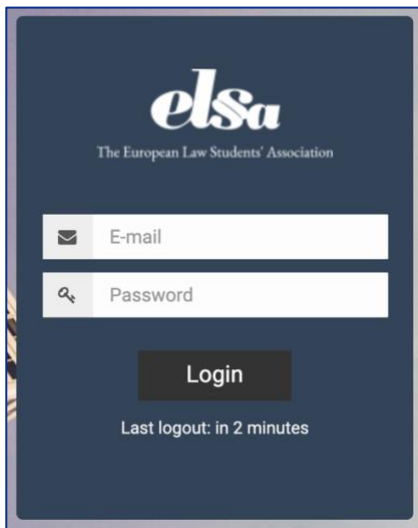 elsa
The European Law Students' Association
E-mail
Password
Login
Last logout: in 2 minutes